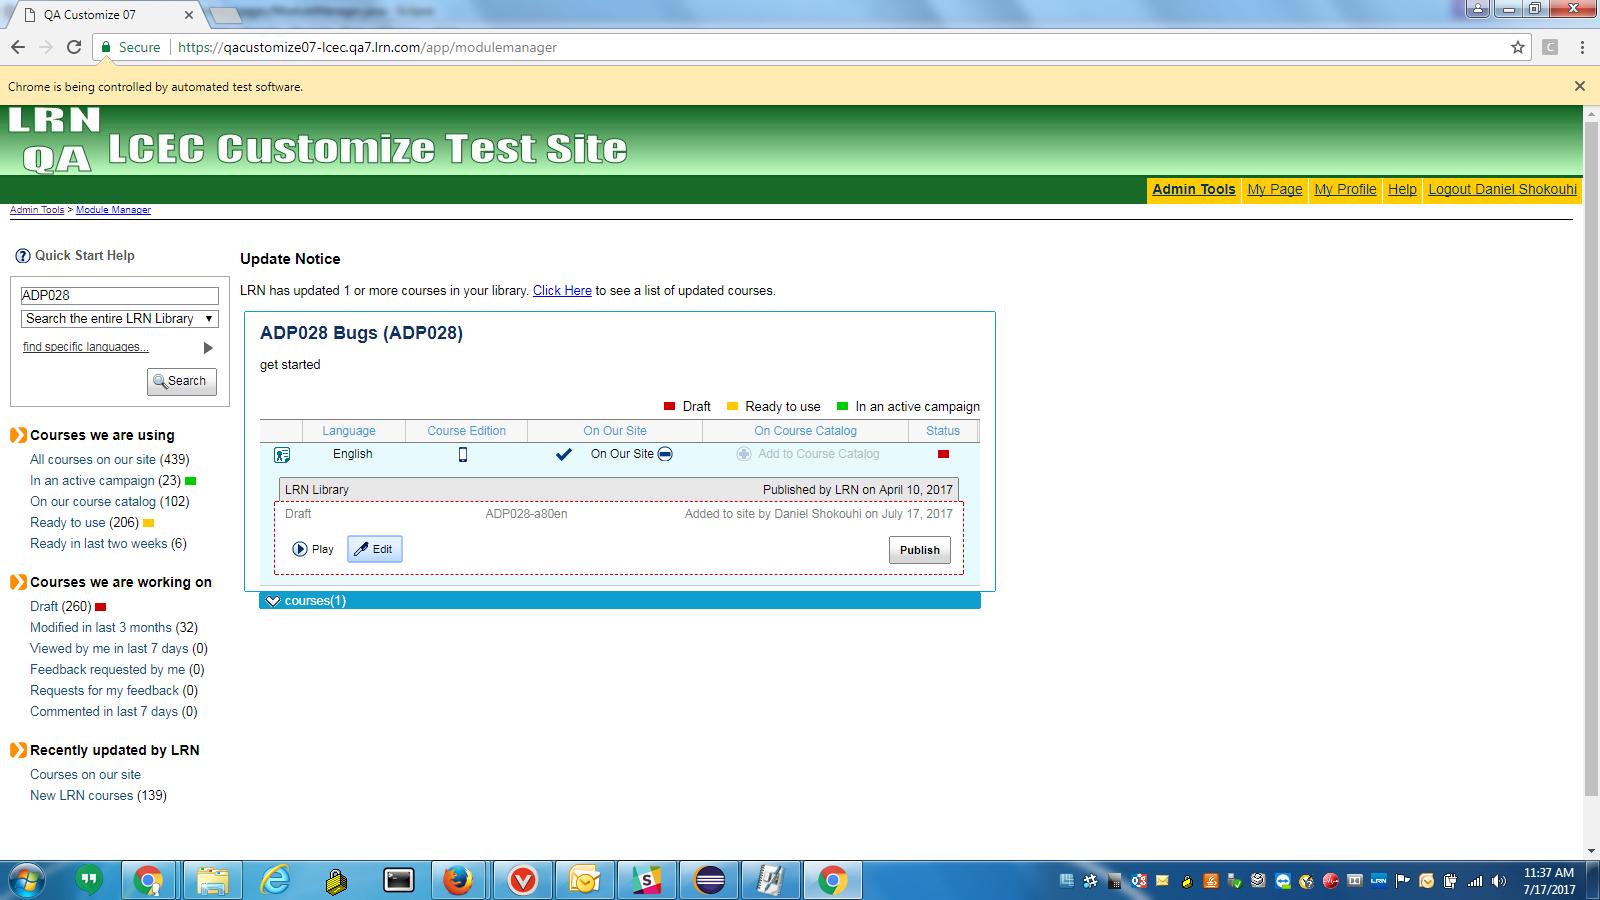 QA Customize 07
Secure https://qacustomize07-lcec.qa7.lrn.com/app/modulemanager
Chrome is being controlled by automated test software.
LRN
QA
LCEC Customize Test Site
Admin Tools My Page My Profile Help Logout Daniel Shokouhi
Admin Tools > Module Manager
Quick Start Help
ADP028
Search the entire LRN Library
find specific languages...
Search
Courses we are using
All courses on our site (439)
In an active campaign (23)
On our course catalog (102)
Ready to use (206)
Ready in last two weeks (6)
Courses we are working on
Draft (260)
Modified in last 3 months (32)
Viewed by me in last 7 days (0)
Feedback requested by me (0)
Requests for my feedback (0)
Commented in last 7 days (0)
Recently updated by LRN
Courses on our site
New LRN courses (139)
Update Notice
LRN has updated 1 or more courses in your library. Click Here to see a list of updated courses.
ADP028 Bugs (ADP028)
get started
Draft Ready to use In an active campaign
Language Course Edition On Our Site On Course Catalog Status
English On Our Site Add to Course Catalog
LRN Library Published by LRN on April 10, 2017
Draft ADP028-a80en Added to site by Daniel Shokouhi on July 17, 2017
Play Edit Publish
courses(1)
11:37 AM
7/17/2017